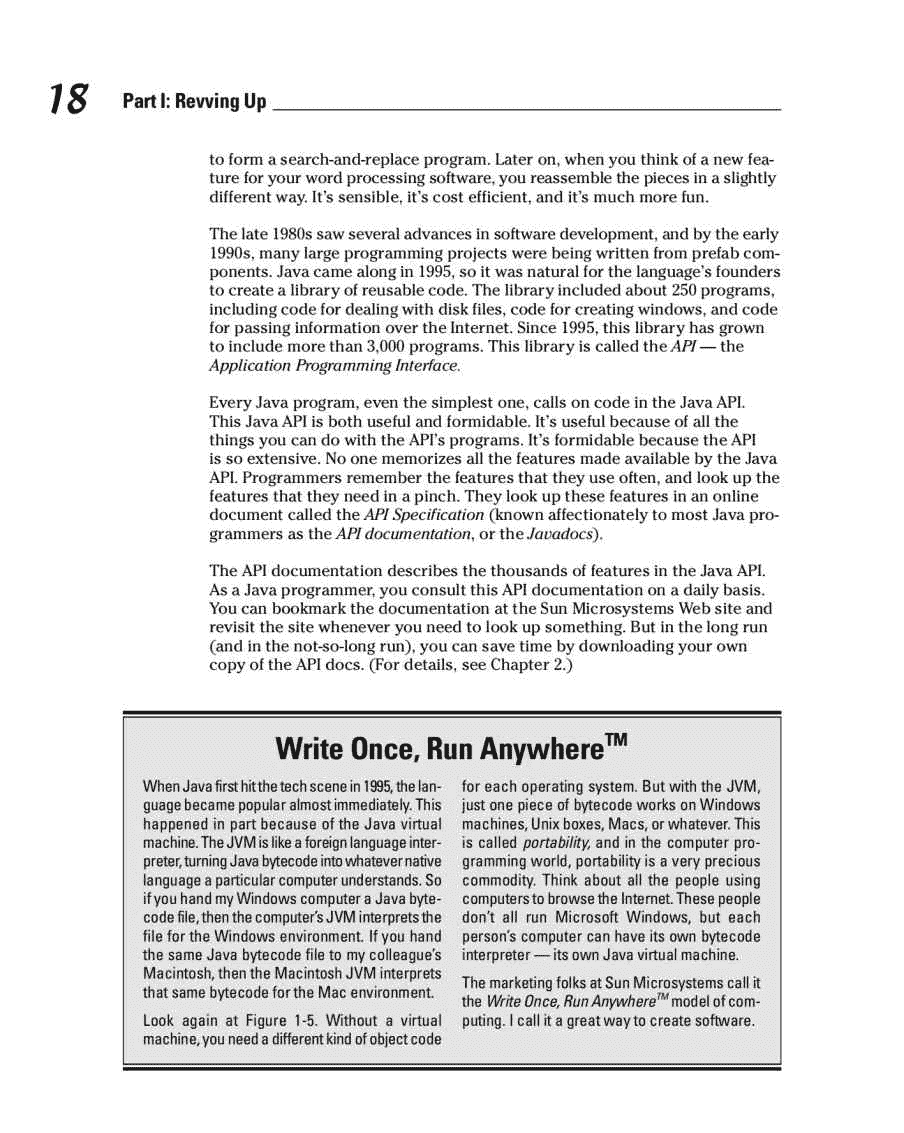 18
Part I: Revving Up
to form a search-and-replace program. Later on, when you think of a new fea-
ture for your word processing software, you reassemble the pieces in a slightly
different way. It's sensible, it's cost efficient, and it's much more fun.
The late 1980s saw several advances in software development, and by the early
1990s, many large programming projects were being written from prefab com-
ponents. Java came along in 1995, so it was natural for the language's founders
to create a library of reusable code. The library included about 250 programs,
including code for dealing with disk files, code for creating windows, and code
for passing information over the Internet. Since 1995, this library has grown
to include more than 3,000 programs. This library is called the API — the
Application Programming Interface.
Every Java program, even the simplest one, calls on code in the Java API.
This Java API is both useful and formidable. It's useful because of all the
things you can do with the API's programs. It's formidable because the API
is so extensive. No one memorizes all the features made available by the Java
API. Programmers remember the features that they use often, and look up the
features that they need in a pinch. They look up these features in an online
document called the API Specification (known affectionately to most Java pro-
grammers as the API documentation, or the Javadocs).
The API documentation describes the thousands of features in the Java API.
As a Java programmer, you consult this API documentation on a daily basis.
You can bookmark the documentation at the Sun Microsystems Web site and
revisit the site whenever you need to look up something. But in the long run
(and in the not-so-long run), you can save time by downloading your own
copy of the API docs. (For details, see Chapter 2.)
Write Once, Run Anywhere™
When Java first hit the tech scene in 1995, the lan-
guage became popular almost immediately. This
happened in part because of the Java virtual
machine. The JVM is like a foreign language inter-
preter, turning Java bytecode into whatever native
language a particular computer understands. So
if you hand my Windows computer a Java byte-
code file, then the computer's JVM interprets the
file for the Windows environment. If you hand
the same Java bytecode file to my colleague's
Macintosh, then the Macintosh JVM interprets
that same bytecode for the Mac environment.
Look again at Figure 1-5. Without a virtual
machine, you need a different kind of object code
for each operating system. But with the JVM,
just one piece of bytecode works on Windows
machines, Unix boxes, Macs, or whatever. This
is called portability, and in the computer pro-
gramming world, portability is a very precious
commodity. Think about all the people using
computers to browse the Internet. These people
don't all run Microsoft Windows, but each
person's computer can have its own bytecode
interpreter — its own Java virtual machine.
The marketing folks at Sun Microsystems call it
the Write Once, Run Anywhere™ model of com-
puting. I call it a great way to create software.